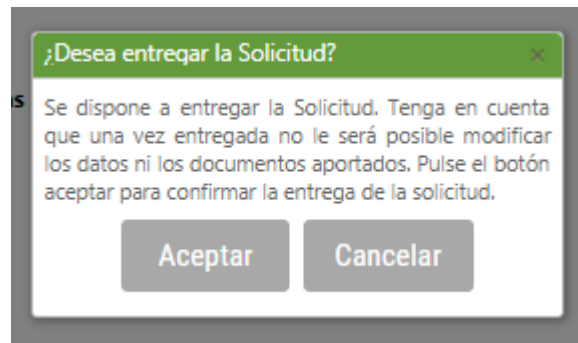 ¿Desea entregar la Solicitud?
×
as
Se dispone a entregar la Solicitud. Tenga en cuenta
que una vez entregada no le será posible modificar
los datos ni los documentos aportados. Pulse el botón
aceptar para confirmar la entrega de la solicitud.
Aceptar Cancelar